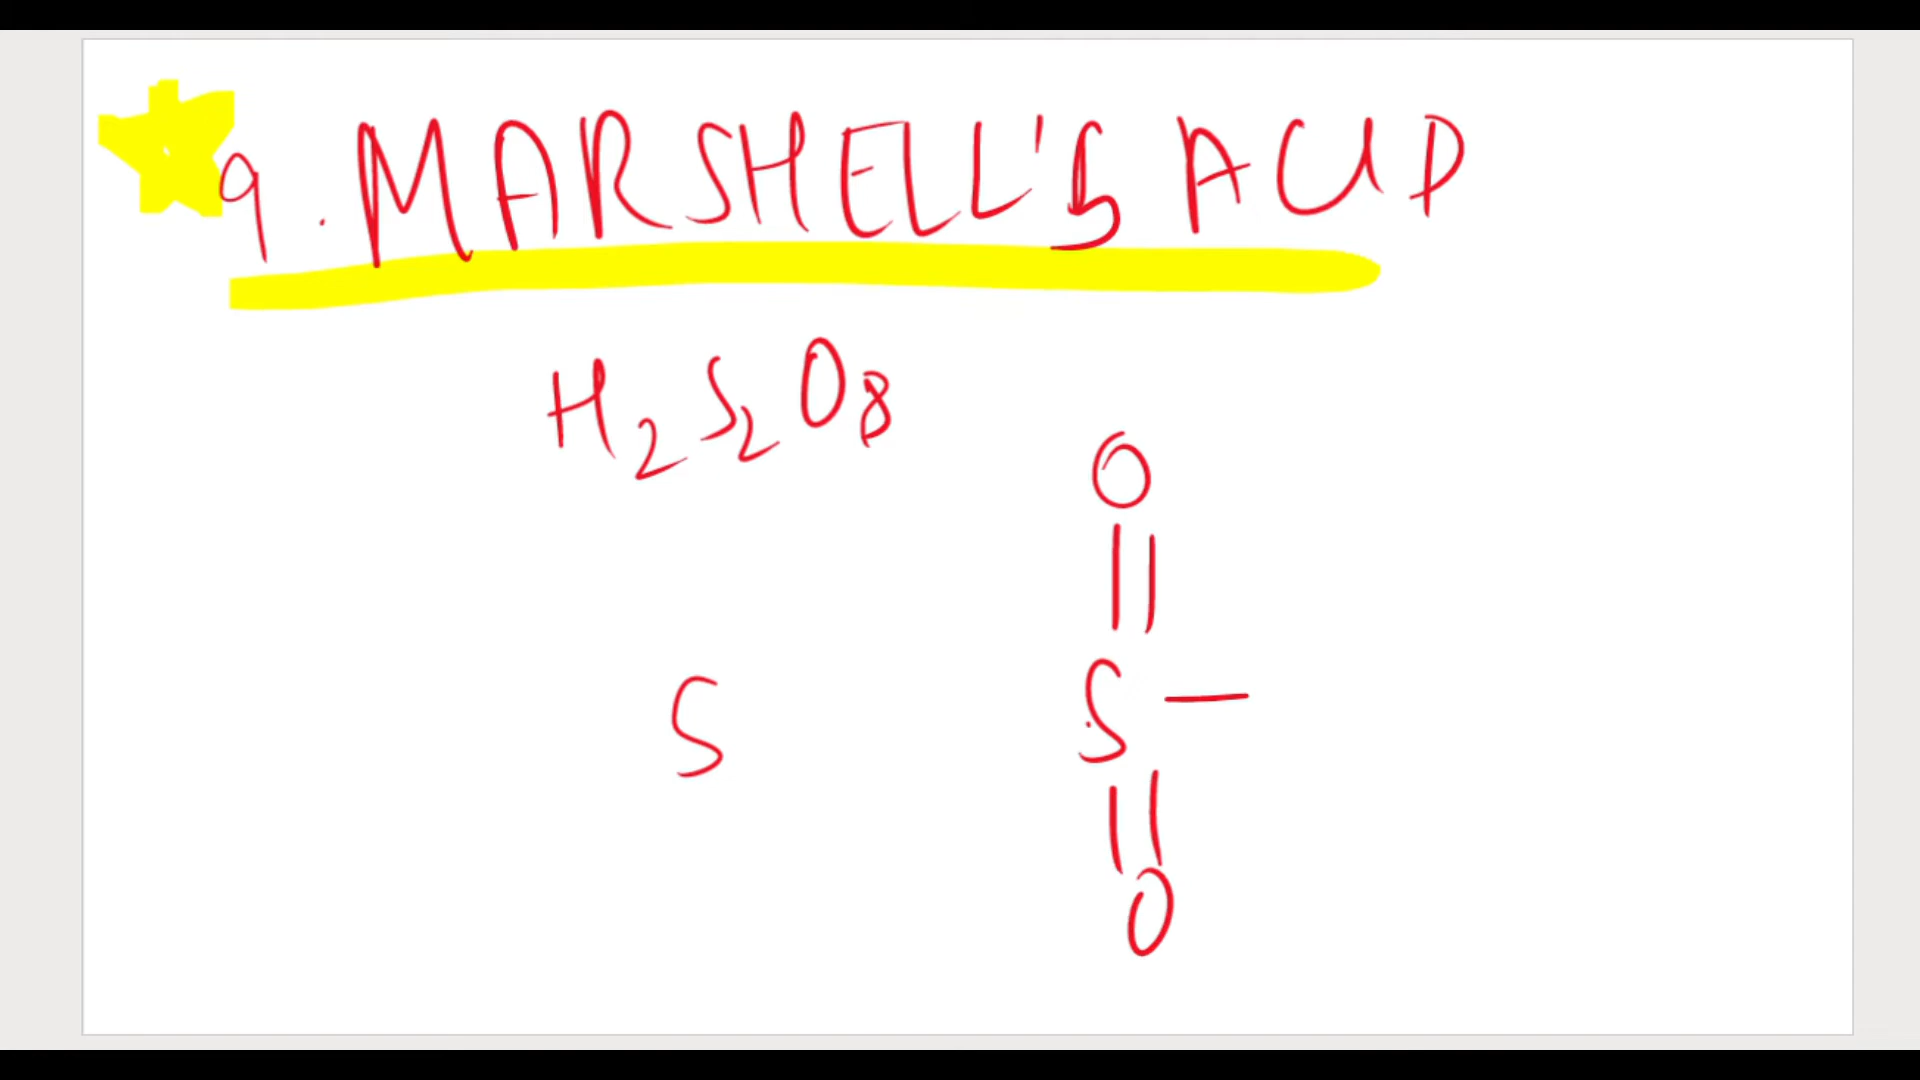 9. MARSHELL'S ACID
H2S2O8
O
||
S S —
||
O